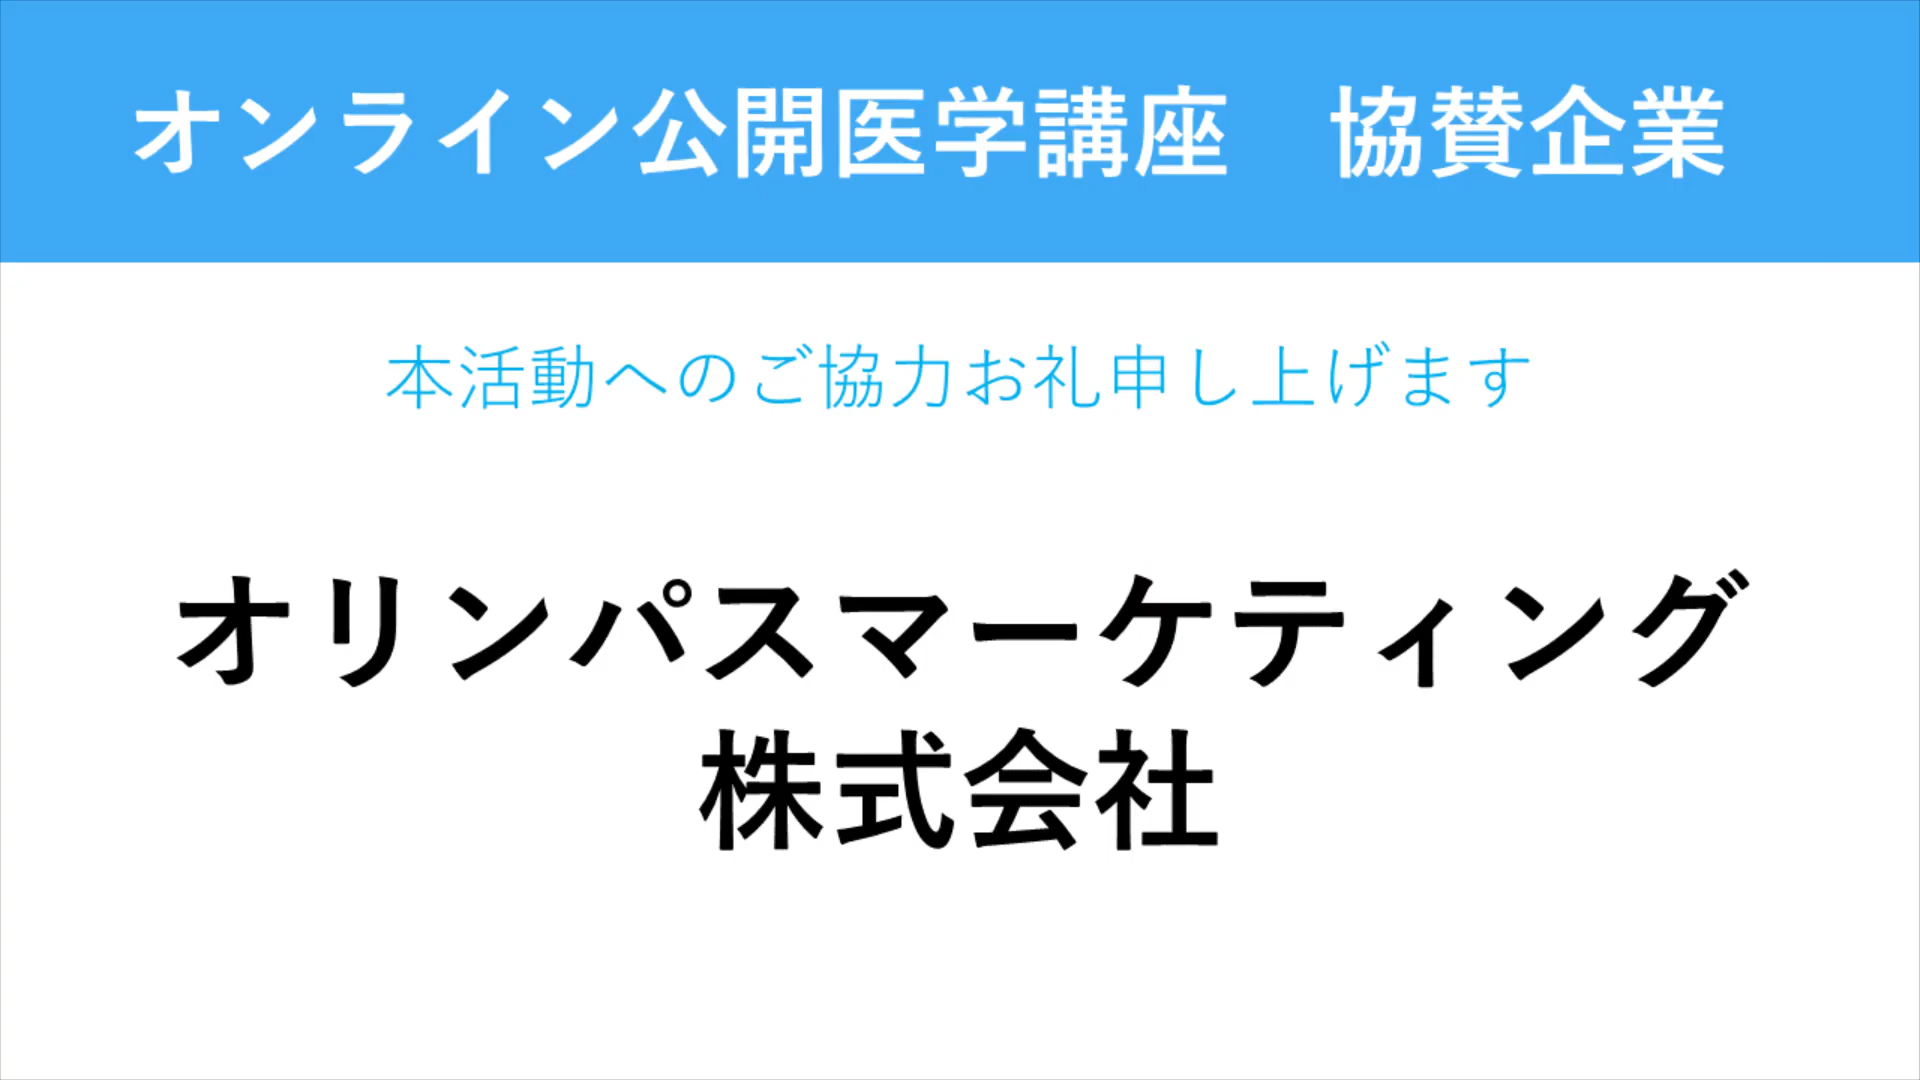 オンライン公開医学講座　協賛企業
本活動へのご協力お礼申し上げます
オリンパスマーケティング
株式会社